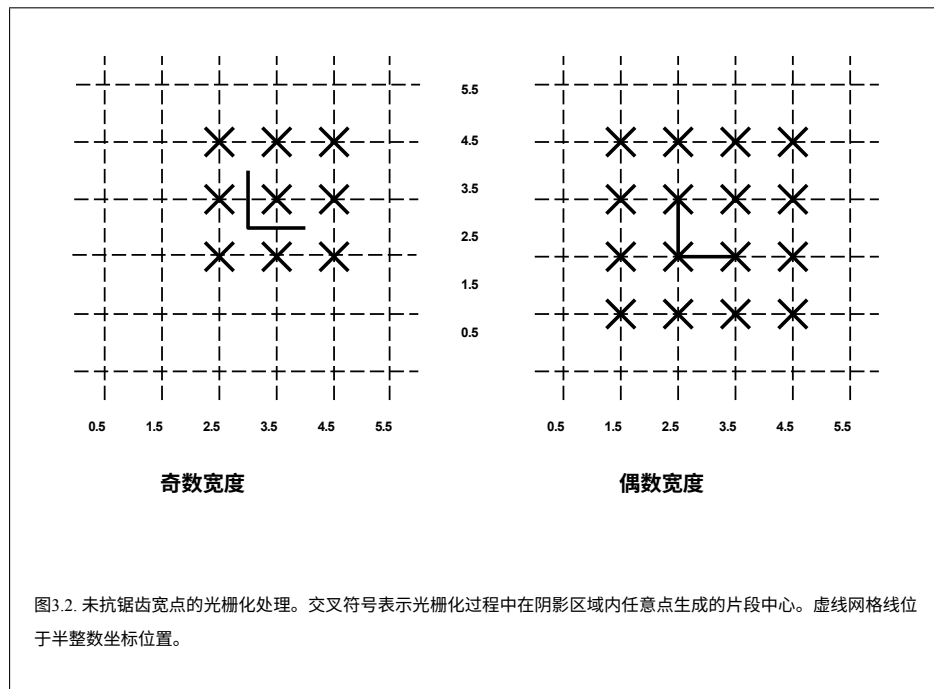 5.5
4.5
3.5
2.5
1.5
0.5
0.5 1.5 2.5 3.5 4.5 5.5
0.5 1.5 2.5 3.5 4.5 5.5
奇数宽度
偶数宽度
图3.2. 未抗锯齿宽点的光栅化处理。交叉符号表示光栅化过程中在阴影区域内任意点生成的片段中心。虚线网格线位
于半整数坐标位置。